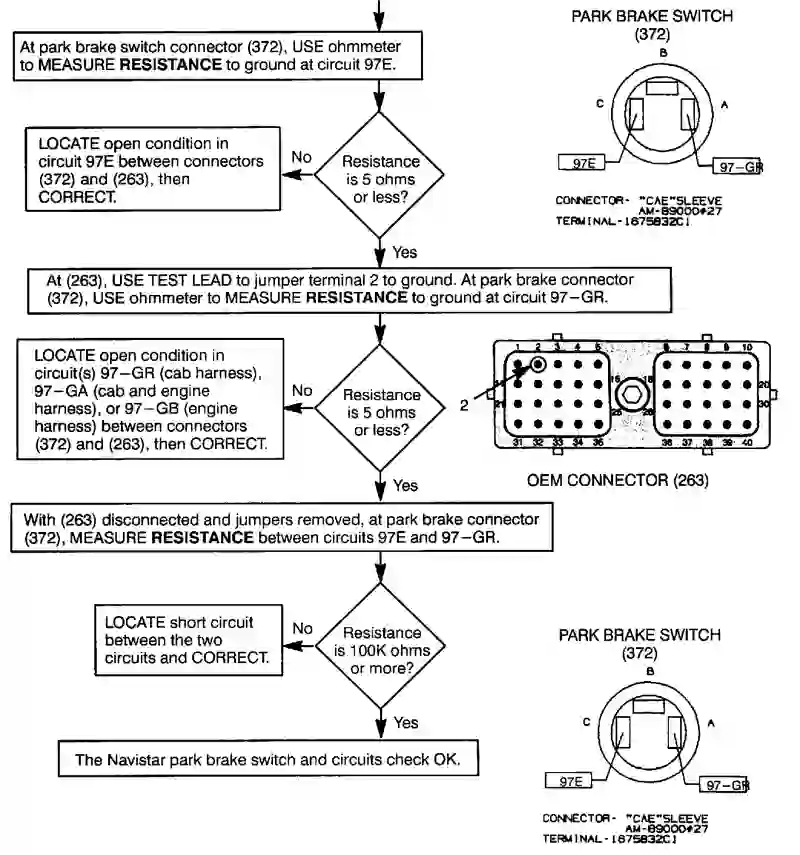 At park brake switch connector (372), USE ohmmeter
to MEASURE RESISTANCE to ground at circuit 97E.
PARK BRAKE SWITCH
(372)
B
C
A
97E
97-GR
CONNECTOR- "CAE"SLEEVE
AM-89000#27
TERMINAL-1675832C1
LOCATE open condition in
circuit 97E between connectors
(372) and (263), then
CORRECT.
No
Resistance
is 5 ohms
or less?
Yes
At (263), USE TEST LEAD to jumper terminal 2 to ground. At park brake connector
(372), USE ohmmeter to MEASURE RESISTANCE to ground at circuit 97-GR.
LOCATE open condition in
circuit(s) 97-GR (cab harness),
97-GA (cab and engine
harness), or 97-GB (engine
harness) between connectors
(372) and (263), then CORRECT.
No
Resistance
is 5 ohms
or less?
Yes
1 2 3 4 5 6 7 8 9 10
15 16 20
2
21 25 26 30
31 32 33 34 35 36 37 38 39 40
OEM CONNECTOR (263)
With (263) disconnected and jumpers removed, at park brake connector
(372), MEASURE RESISTANCE between circuits 97E and 97-GR.
LOCATE short circuit
between the two
circuits and CORRECT.
No
Resistance
is 100K ohms
or more?
Yes
The Navistar park brake switch and circuits check OK.
PARK BRAKE SWITCH
(372)
B
C
A
97E
97-GR
CONNECTOR- "CAE"SLEEVE
AM-89000#27
TERMINAL-1675832C1